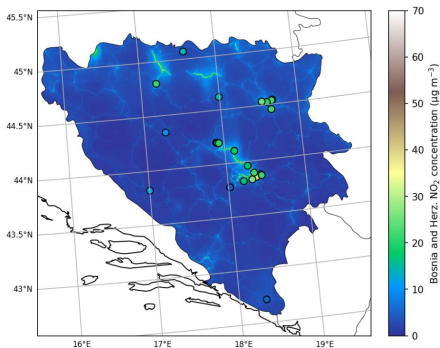 45.5°N
45°N
44.5°N
44°N
43.5°N
43°N
16°E
17°E
18°E
19°E
70
60
50
40
30
20
10
0
Bosnia and Herz. NO₂ concentration (μg m⁻³)